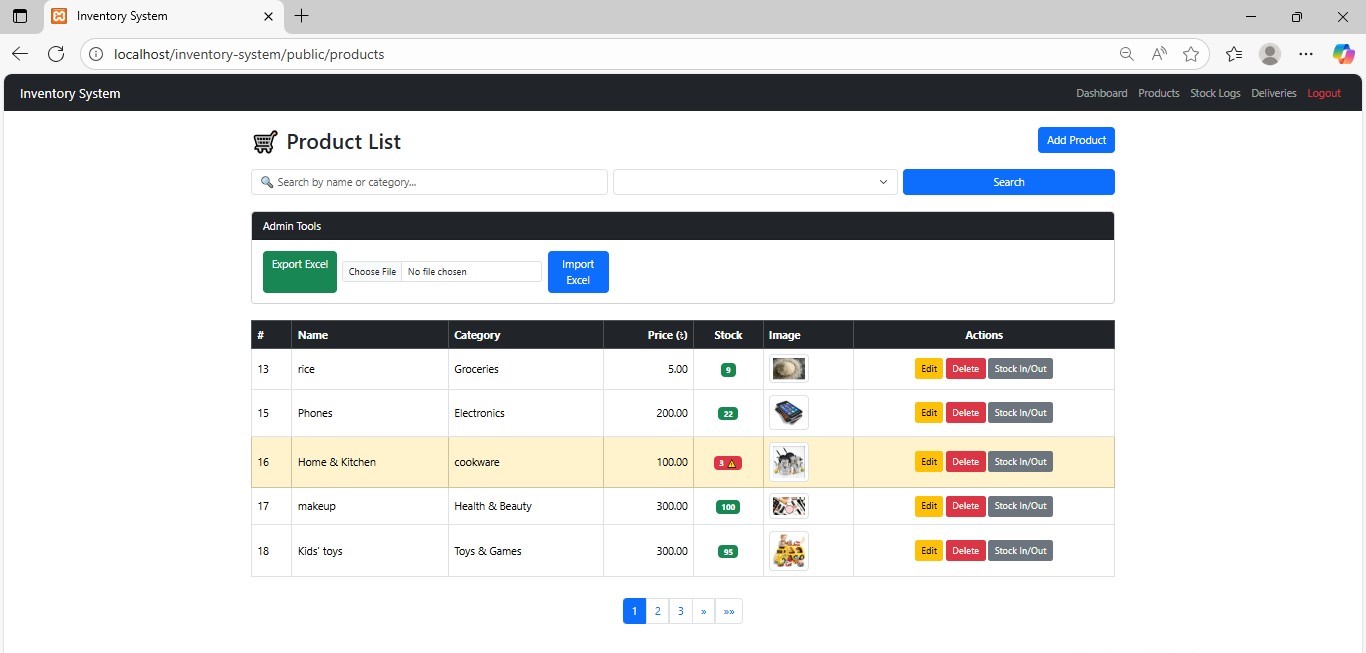 Inventory System
localhost/inventory-system/public/products
Inventory System
Dashboard Products Stock Logs Deliveries Logout
Product List
Add Product
Search by name or category...
Search
Admin Tools
Export Excel
Choose File No file chosen
Import
Excel
# Name Category Price (₺) Stock Image Actions
13 rice Groceries 5.00 9 Edit Delete Stock In/Out
15 Phones Electronics 200.00 22 Edit Delete Stock In/Out
16 Home & Kitchen cookware 100.00 3 ⚠ Edit Delete Stock In/Out
17 makeup Health & Beauty 300.00 100 Edit Delete Stock In/Out
18 Kids' toys Toys & Games 300.00 95 Edit Delete Stock In/Out
1 2 3 » »»